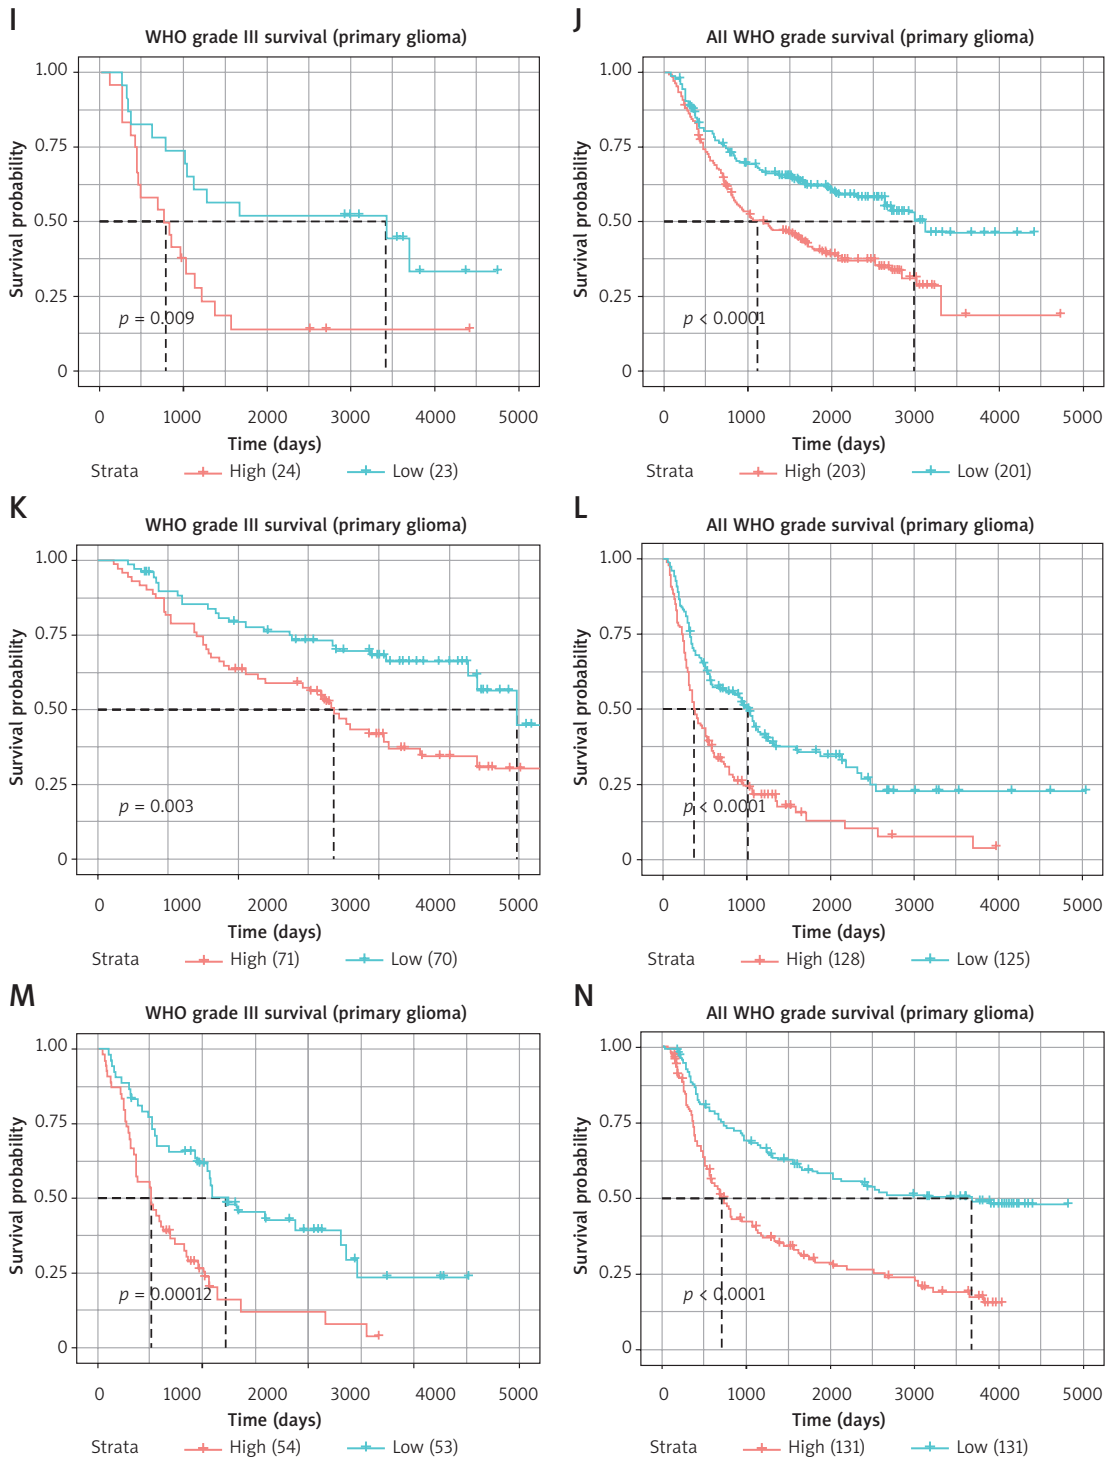 I
WHO grade III survival (primary glioma)
Survival probability
1.00
0.75
0.50
0.25
0
p = 0.009
0 1000 2000 3000 4000 5000
Time (days)
Strata High (24) Low (23)
J
All WHO grade survival (primary glioma)
Survival probability
1.00
0.75
0.50
0.25
0
p < 0.0001
0 1000 2000 3000 4000 5000
Time (days)
Strata High (203) Low (201)
K
WHO grade III survival (primary glioma)
Survival probability
1.00
0.75
0.50
0.25
0
p = 0.003
0 1000 2000 3000 4000 5000
Time (days)
Strata High (71) Low (70)
L
All WHO grade survival (primary glioma)
Survival probability
1.00
0.75
0.50
0.25
0
p < 0.0001
0 1000 2000 3000 4000 5000
Time (days)
Strata High (128) Low (125)
M
WHO grade III survival (primary glioma)
Survival probability
1.00
0.75
0.50
0.25
0
p = 0.00012
0 1000 2000 3000 4000 5000
Time (days)
Strata High (54) Low (53)
N
All WHO grade survival (primary glioma)
Survival probability
1.00
0.75
0.50
0.25
0
p < 0.0001
0 1000 2000 3000 4000 5000
Time (days)
Strata High (131) Low (131)